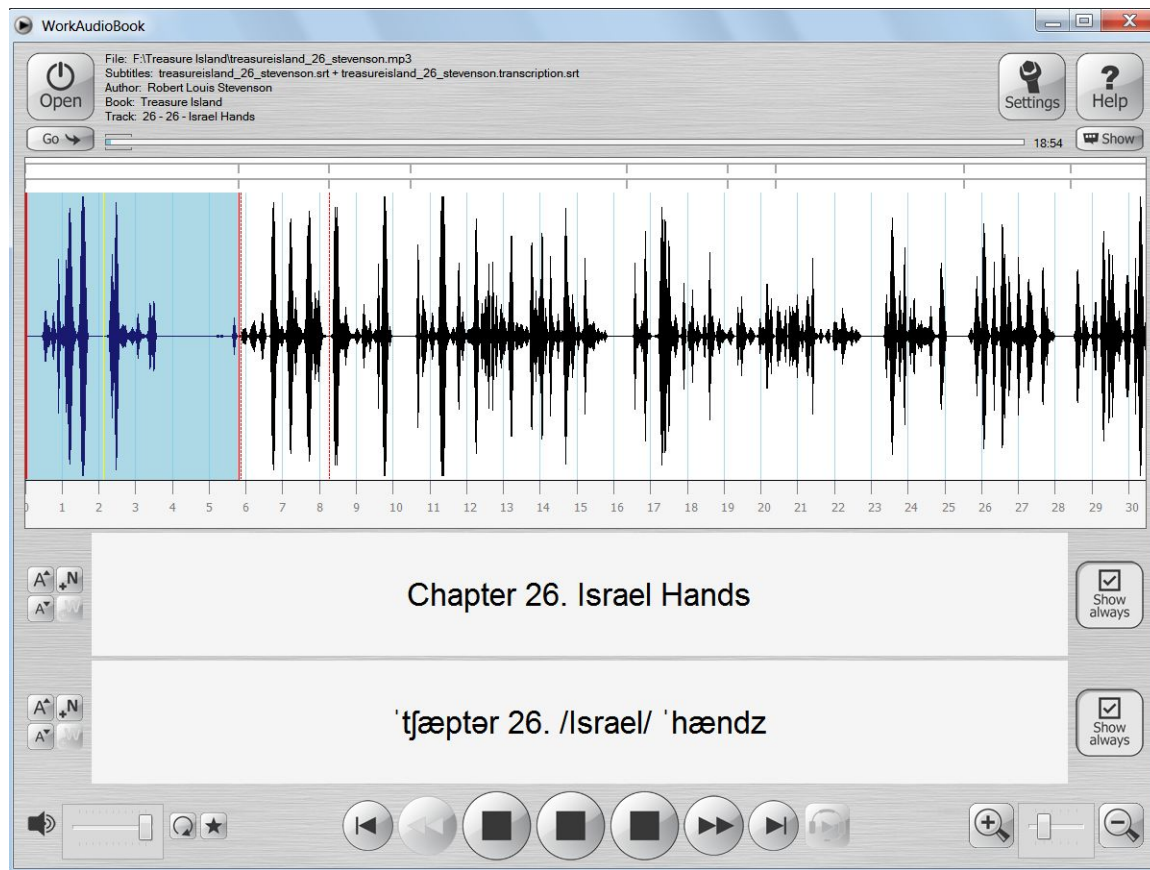 WorkAudioBook
File: F:\Treasure Island\treasureisland_26_stevenson.mp3
Subtitles: treasureisland_26_stevenson.srt + treasureisland_26_stevenson.transcription.srt
Author: Robert Louis Stevenson
Book: Treasure Island
Track: 26 - 26 - Israel Hands
Open
Settings
Help
Go
18:54
Show
0 1 2 3 4 5 6 7 8 9 10 11 12 13 14 15 16 17 18 19 20 21 22 23 24 25 26 27 28 29 30
A +N
A
Chapter 26. Israel Hands
Show
always
A +N
A
ˈtʃæptər 26. /Israel/ ˈhændz
Show
always